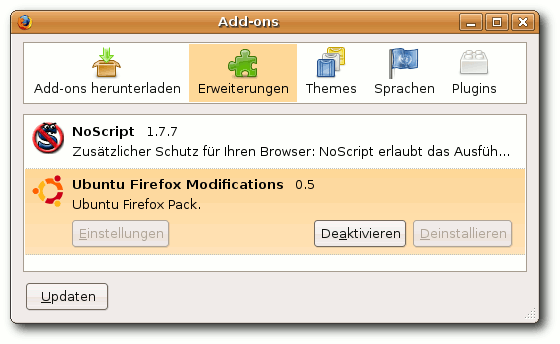 Add-ons
Add-ons herunterladen Erweiterungen Themes Sprachen Plugins
NoScript 1.7.7
Zusätzlicher Schutz für Ihren Browser: NoScript erlaubt das Ausfüh...
Ubuntu Firefox Modifications 0.5
Ubuntu Firefox Pack.
Einstellungen Deaktivieren Deinstallieren
Updaten